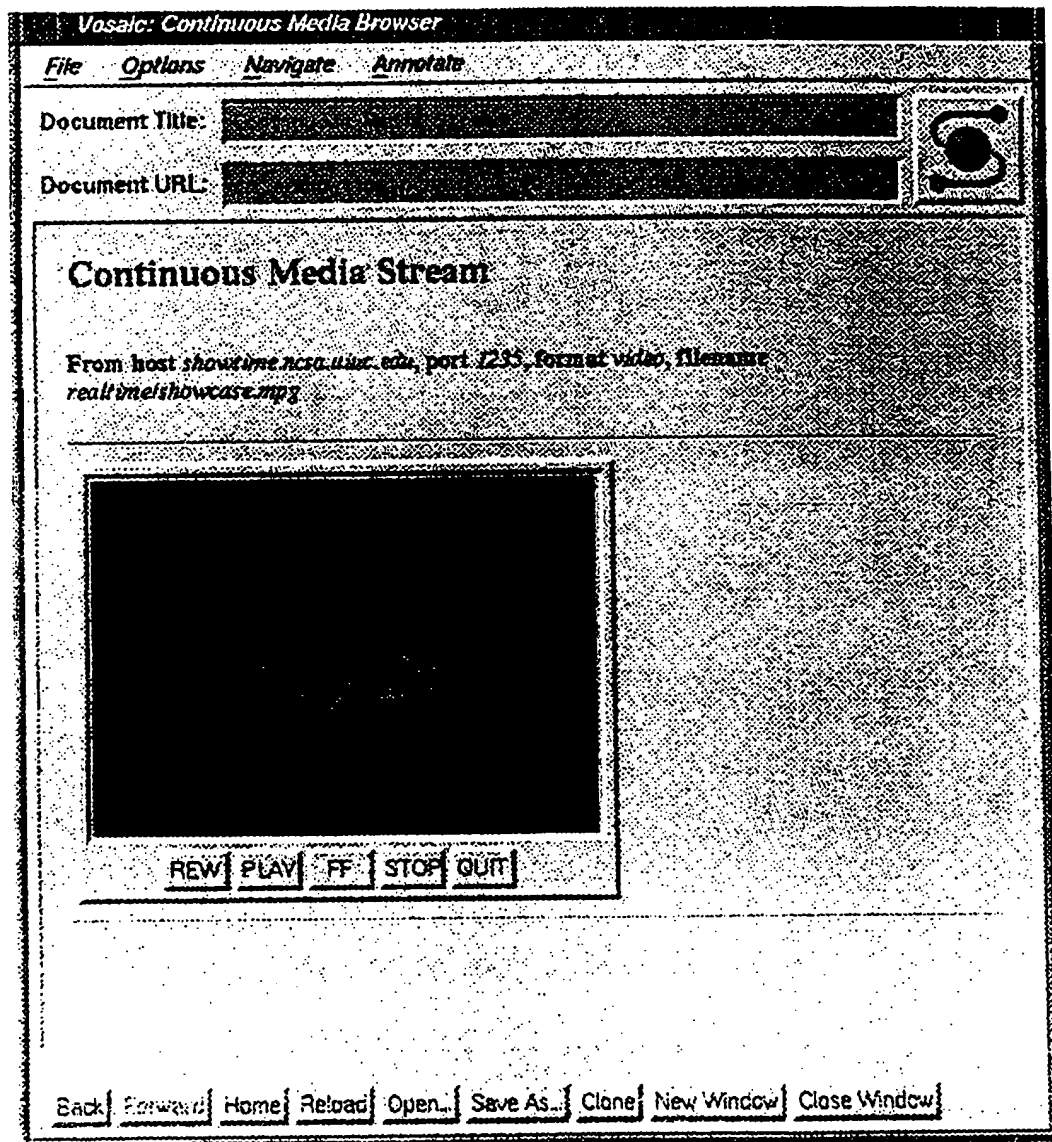 Vosaic: Continuous Media Browser
File Options Navigate Annotate
Document Title:
Document URL:
Continuous Media Stream
From host showtime.ncsa.uiuc.edu, port 1235, format video, filename
realtime/showcase.mpg
REW PLAY FF STOP QUIT
Back Forward Home Reload Open... Save As... Clone New Window Close Window